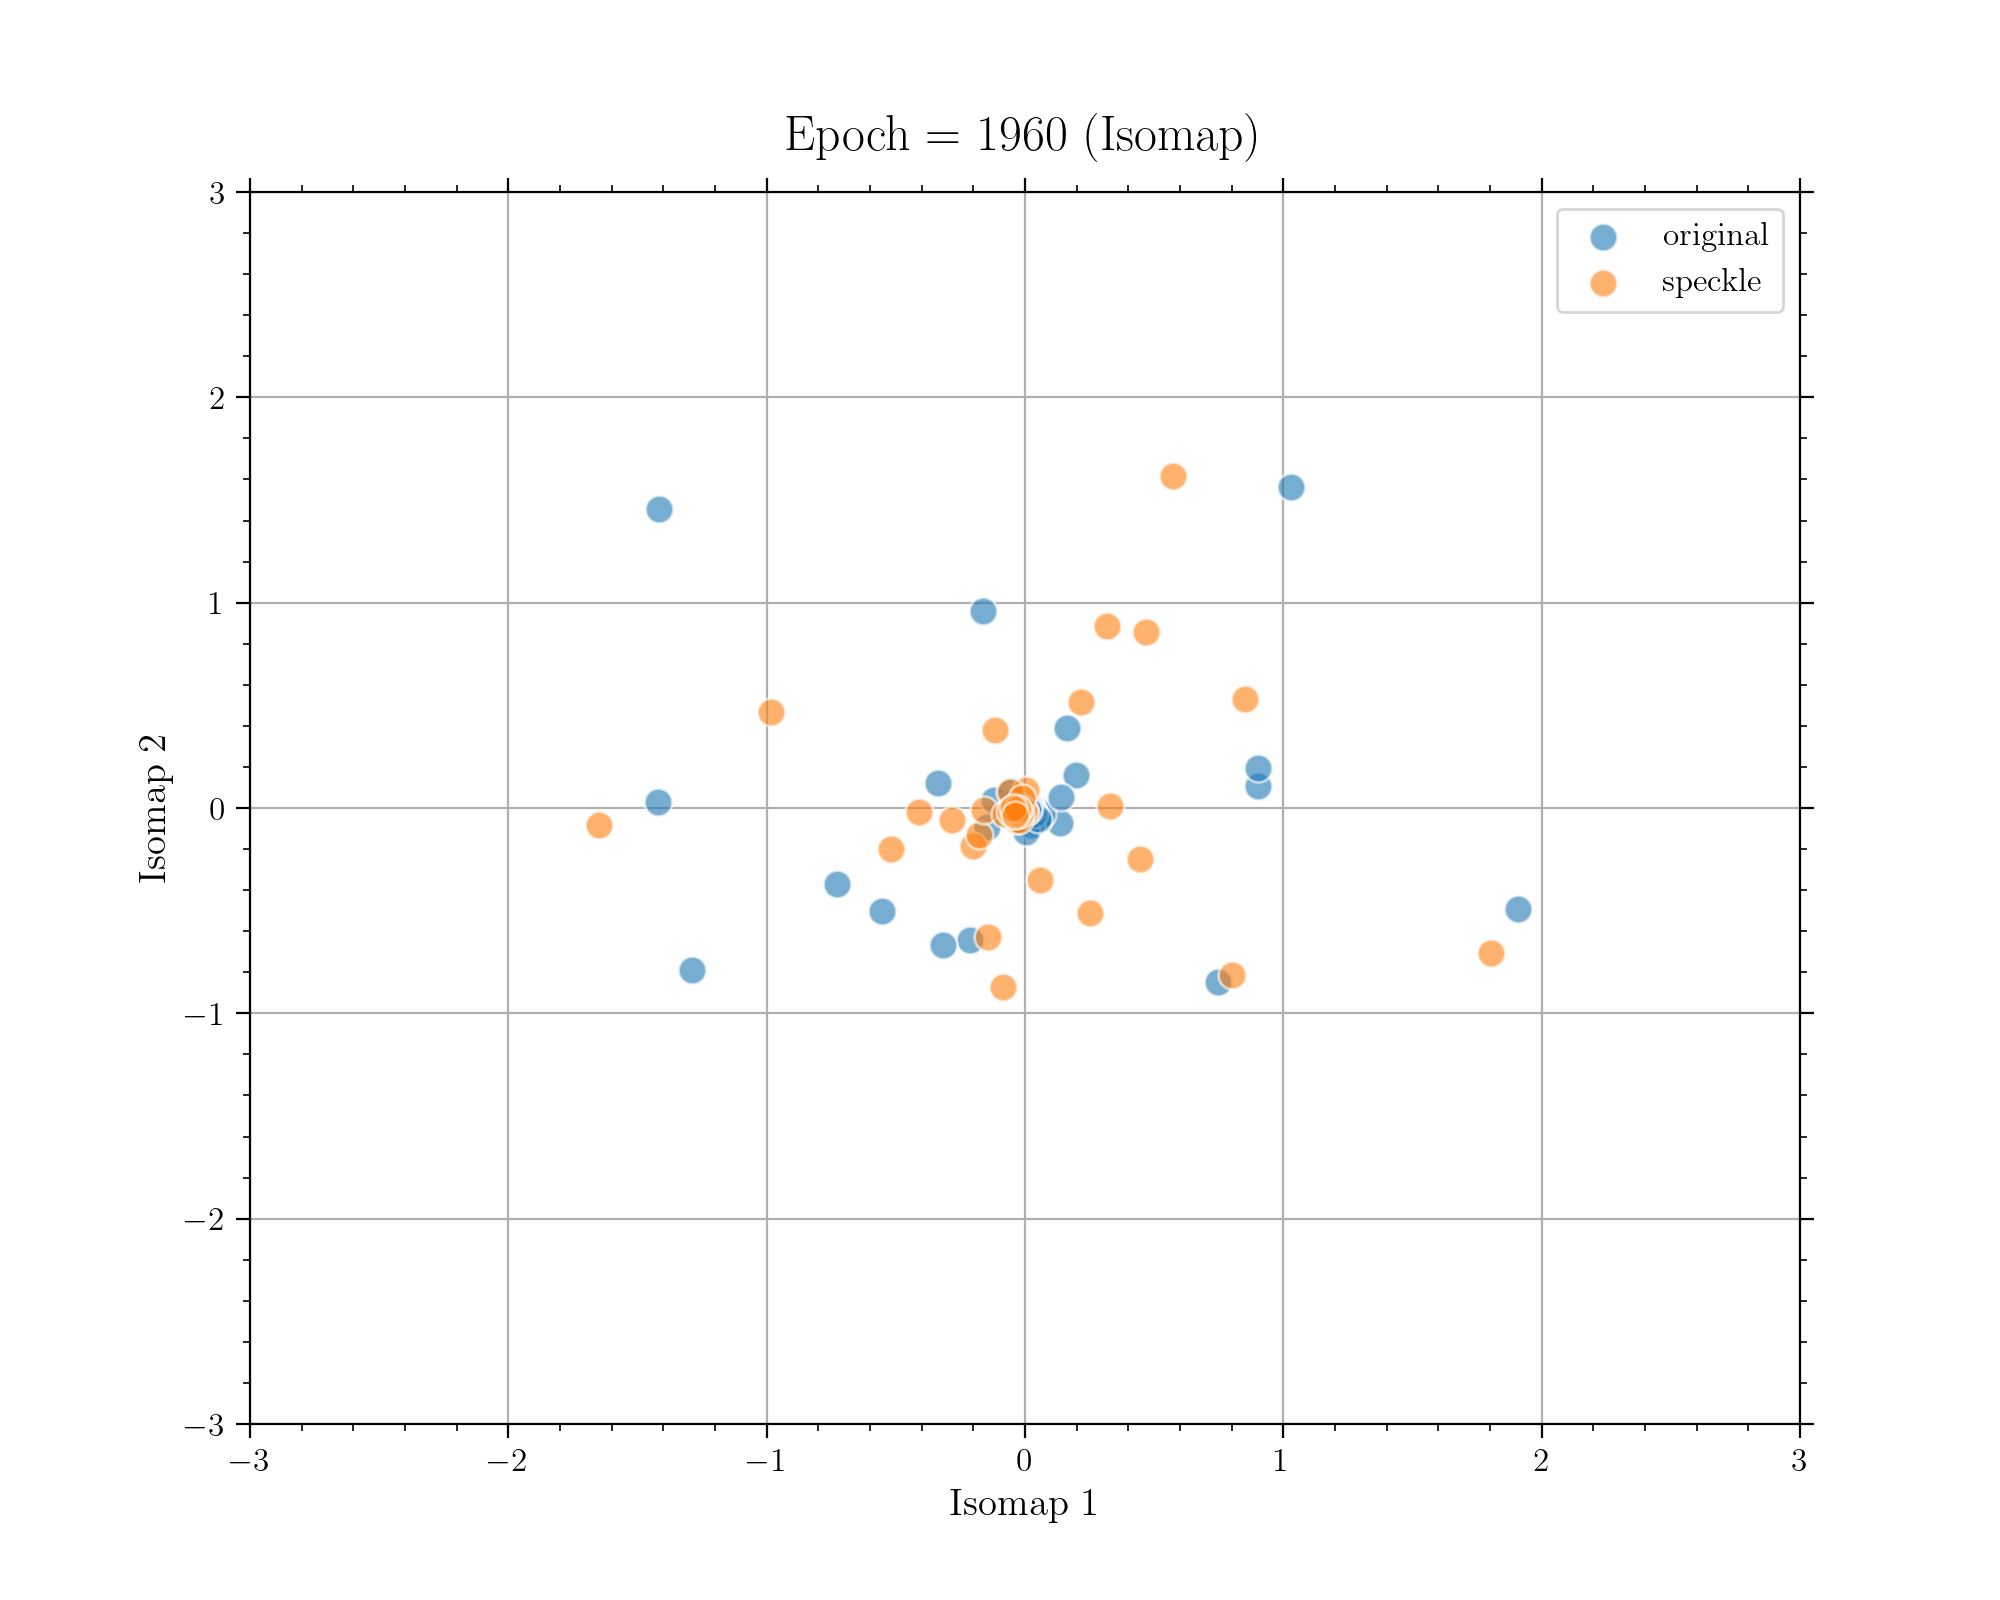 Epoch = 1960 (Isomap)
original
speckle
3
2
1
0
−1
−2
−3
Isomap 2
−3
−2
−1
0
1
2
3
Isomap 1